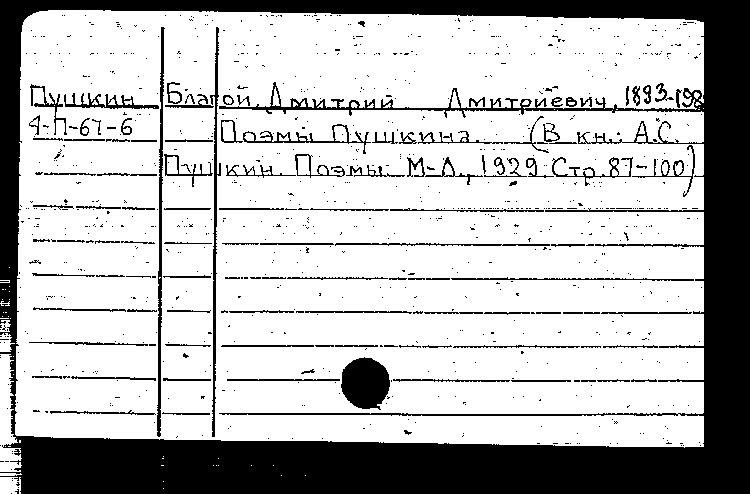 Пушкин Благой, Дмитрий Дмитриевич, 1893-198
4-П-67-6 Поэмы Пушкина. (В кн.: А.С.
Пушкин. Поэмы. М-Л., 1929. Стр. 87-100)